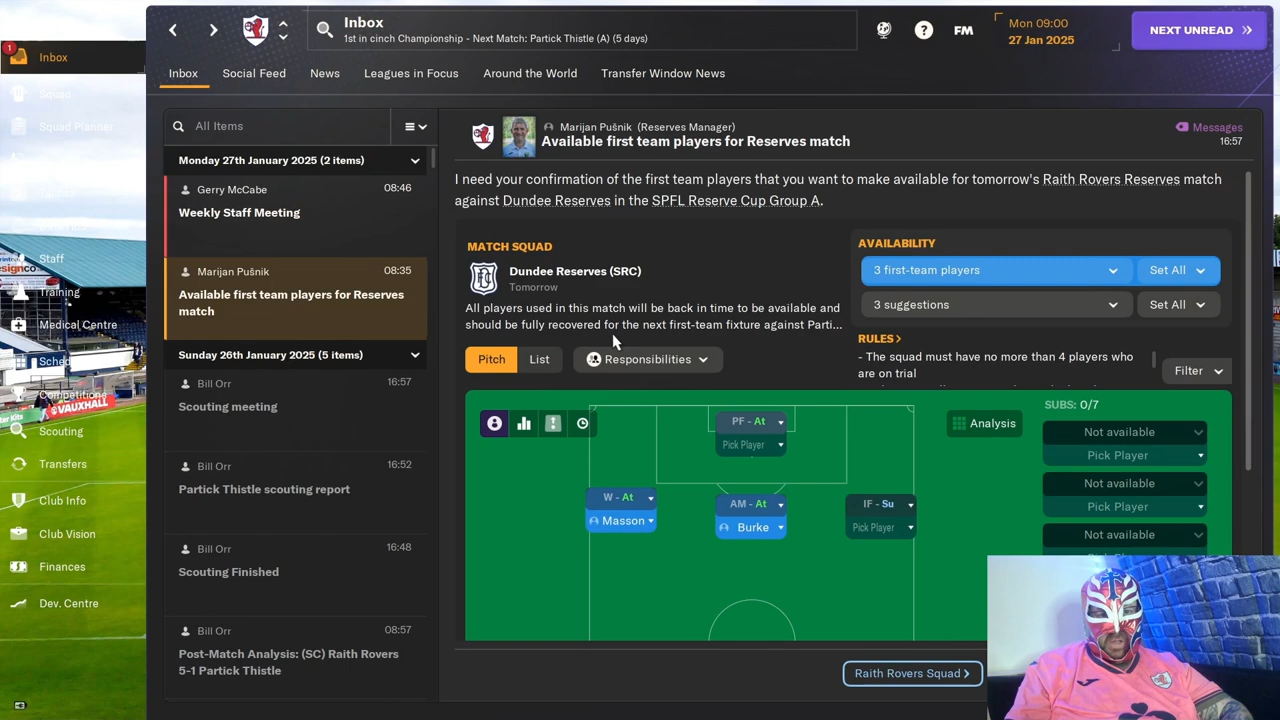 Inbox
1st in cinch Championship - Next Match: Partick Thistle (A) (5 days)
FM
Mon 09:00
27 Jan 2025
NEXT UNREAD
1
Inbox
Squad
Squad Planner
Staff
Training
Medical Centre
Sched
Competitions
Scouting
Transfers
Club Info
Club Vision
Finances
Dev. Centre
Inbox
Social Feed
News
Leagues in Focus
Around the World
Transfer Window News
All Items
Monday 27th January 2025 (2 items)
Gerry McCabe 08:46
Weekly Staff Meeting
Marijan Pušnik 08:35
Available first team players for Reserves
match
Sunday 26th January 2025 (5 items)
Bill Orr 16:57
Scouting meeting
Bill Orr 16:52
Partick Thistle scouting report
Bill Orr 16:48
Scouting Finished
Bill Orr 08:57
Post-Match Analysis: (SC) Raith Rovers
5-1 Partick Thistle
Marijan Pušnik (Reserves Manager)
Available first team players for Reserves match
Messages
16:57
I need your confirmation of the first team players that you want to make available for tomorrow's Raith Rovers Reserves match
against Dundee Reserves in the SPFL Reserve Cup Group A.
MATCH SQUAD
Dundee Reserves (SRC)
Tomorrow
All players used in this match will be back in time to be available and
should be fully recovered for the next first-team fixture against Parti...
AVAILABILITY
3 first-team players
Set All
3 suggestions
Set All
RULES
- The squad must have no more than 4 players who
are on trial
Pitch
List
Responsibilities
Filter
Analysis
PF - At
Pick Player
W - At
Masson
AM - At
Burke
IF - Su
Pick Player
SUBS: 0/7
Not available
Pick Player
Not available
Pick Player
Not available
Raith Rovers Squad
VAUXHALL